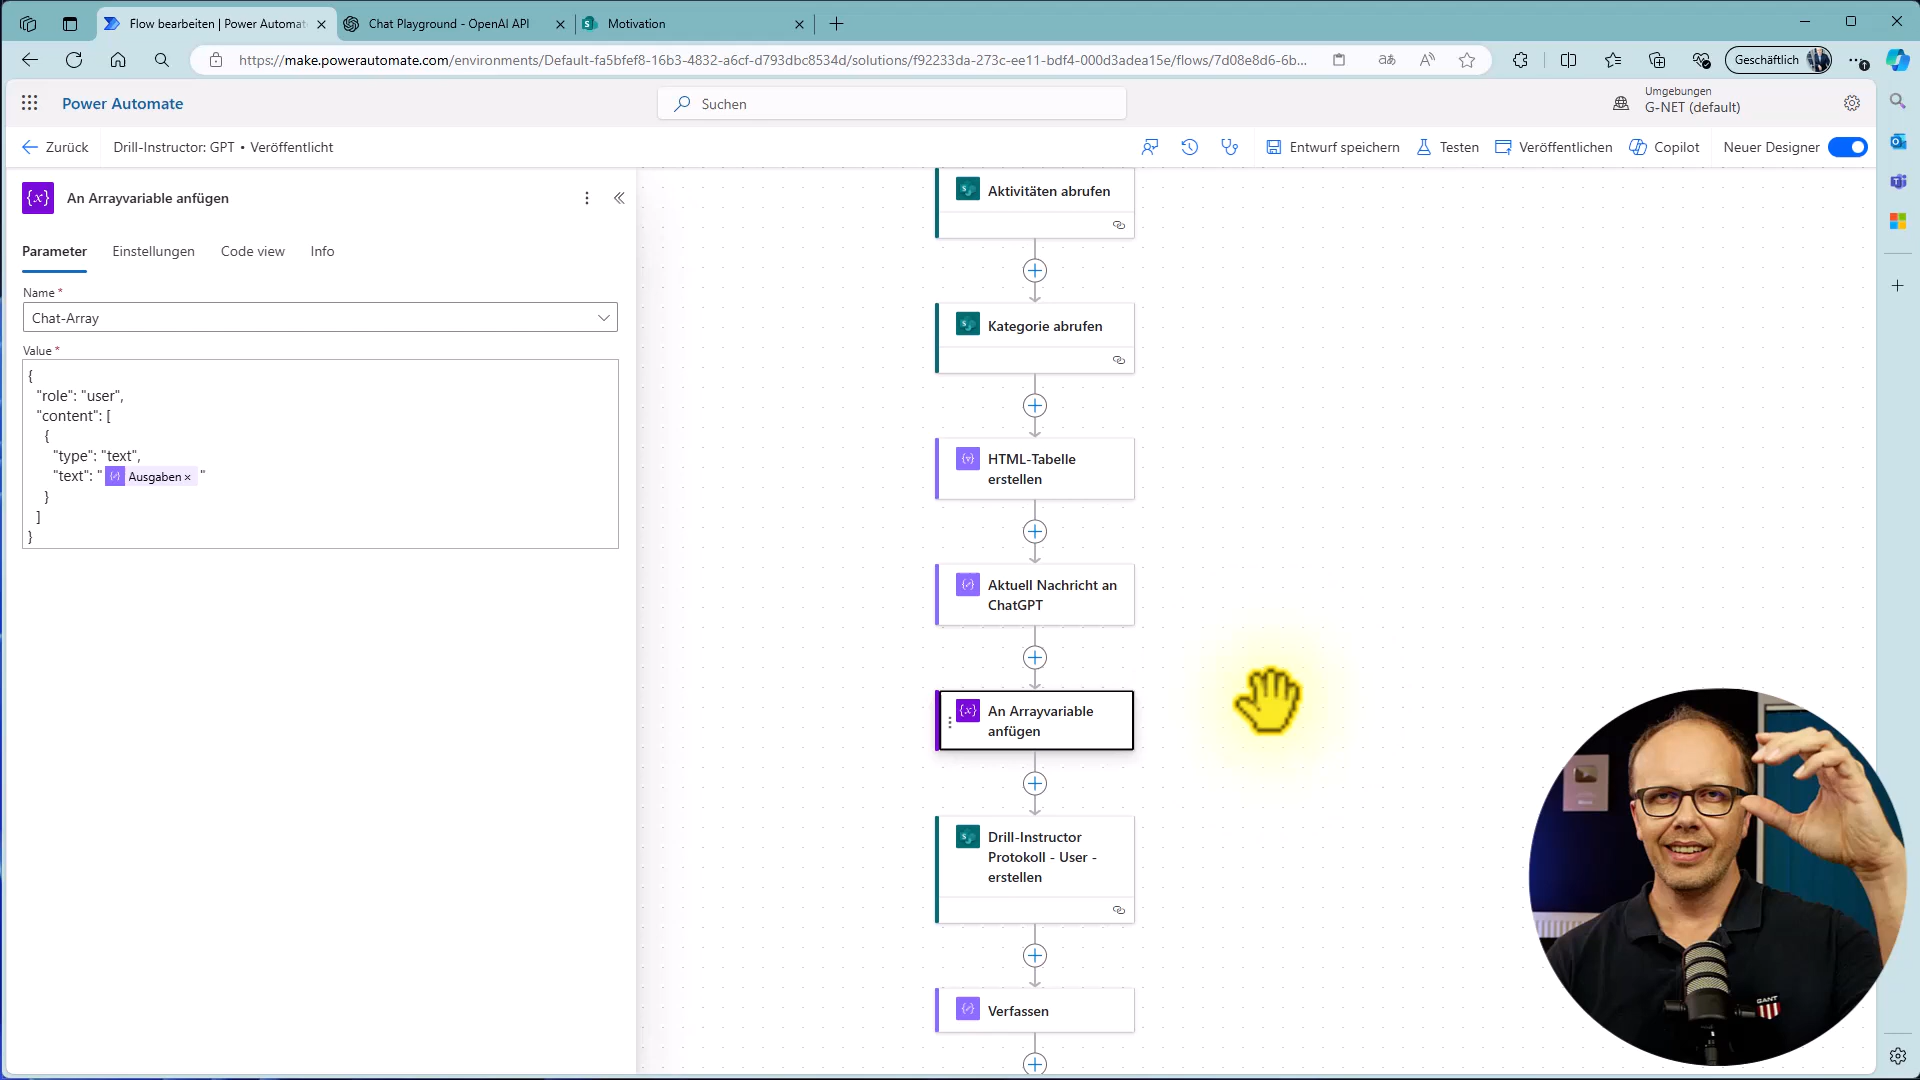 Flow bearbeiten | Power Automat
Chat Playground - OpenAI API
Motivation
https://make.powerautomate.com/environments/Default-fa5bfef8-16b3-4832-a6cf-d793dbc8534d/solutions/f92233da-273c-ee11-bdf4-000d3adea15e/flows/7d08e8d6-6b...
Geschäftlich
Power Automate
Suchen
Umgebungen
G-NET (default)
Zurück
Drill-Instructor: GPT • Veröffentlicht
Entwurf speichern
Testen
Veröffentlichen
Copilot
Neuer Designer
An Arrayvariable anfügen
Parameter
Einstellungen
Code view
Info
Name *
Chat-Array
Value *
{
"role": "user",
"content": [
{
"type": "text",
"text": " Ausgaben × "
}
]
}
Aktivitäten abrufen
Kategorie abrufen
HTML-Tabelle
erstellen
Aktuell Nachricht an
ChatGPT
An Arrayvariable
anfügen
Drill-Instructor
Protokoll - User -
erstellen
Verfassen
GANT